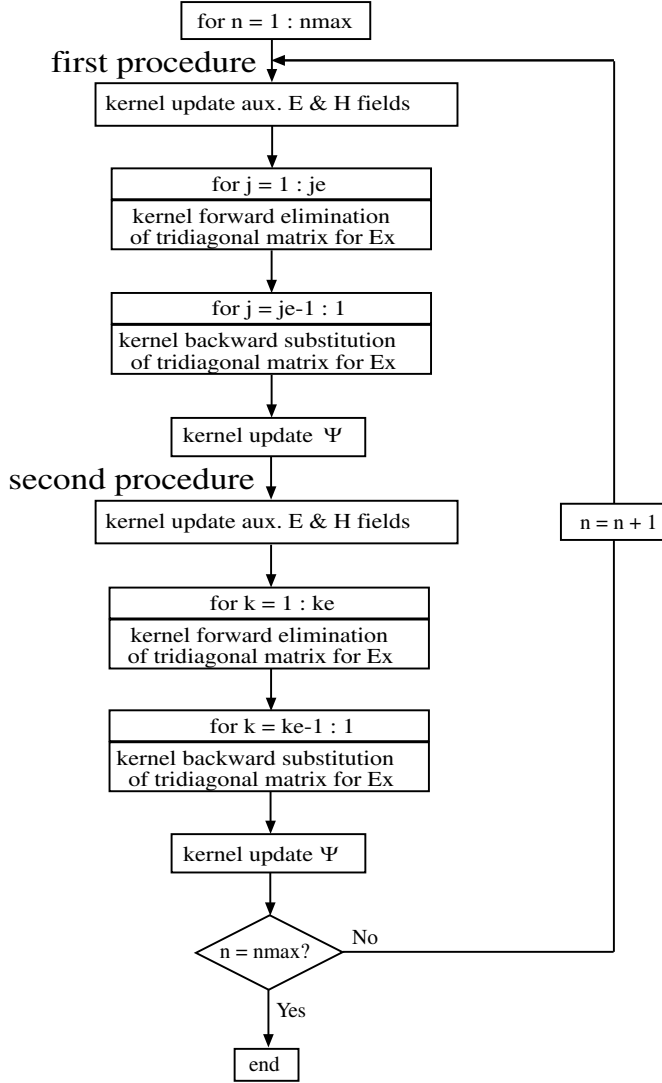 for n = 1 : nmax
first procedure
kernel update aux. E & H fields
for j = 1 : je
kernel forward elimination
of tridiagonal matrix for Ex
for j = je-1 : 1
kernel backward substitution
of tridiagonal matrix for Ex
kernel update Ψ
second procedure
kernel update aux. E & H fields
n = n + 1
for k = 1 : ke
kernel forward elimination
of tridiagonal matrix for Ex
for k = ke-1 : 1
kernel backward substitution
of tridiagonal matrix for Ex
kernel update Ψ
n = nmax?
No
Yes
end